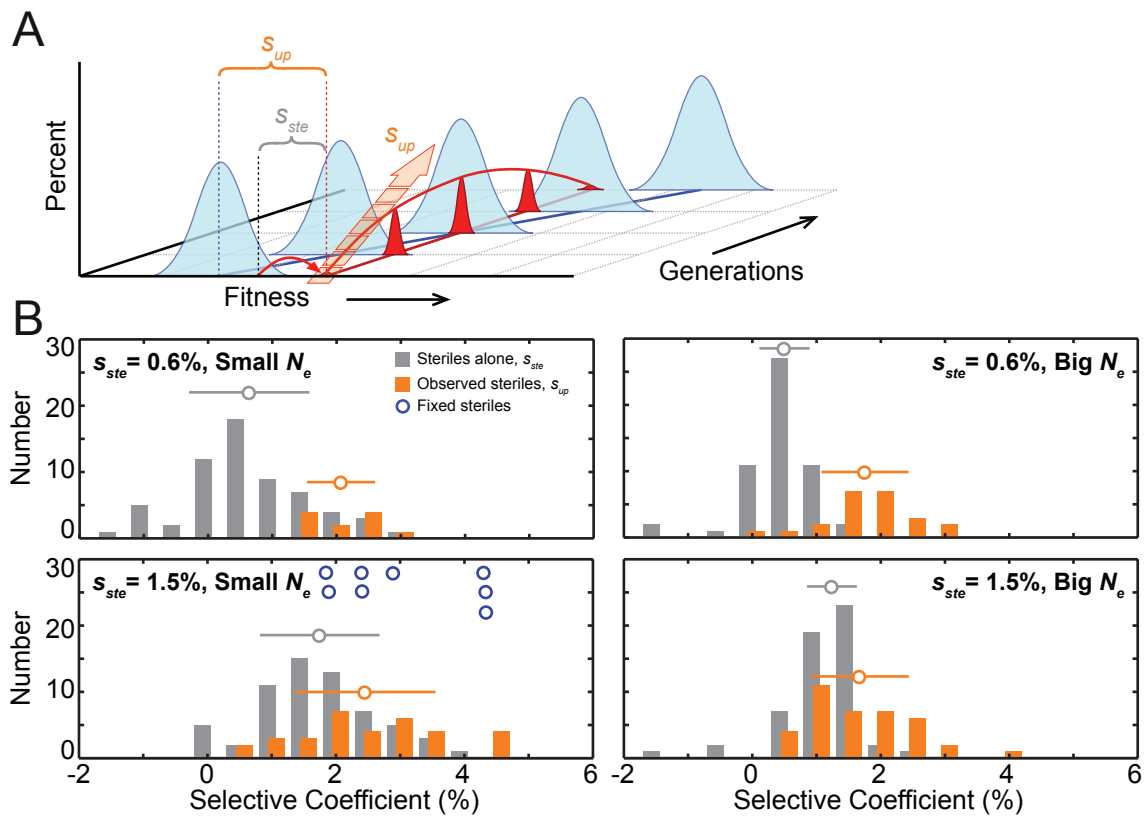 A
s_up
s_ste
s_up
Percent
Fitness
Generations
B
s_ste= 0.6%, Small N_e
Steriles alone, s_ste
Observed steriles, s_up
Fixed steriles
s_ste= 0.6%, Big N_e
Number
30
20
10
0
s_ste= 1.5%, Small N_e
s_ste= 1.5%, Big N_e
Number
30
20
10
0
-2 0 2 4 6
-2 0 2 4 6
Selective Coefficient (%)
Selective Coefficient (%)